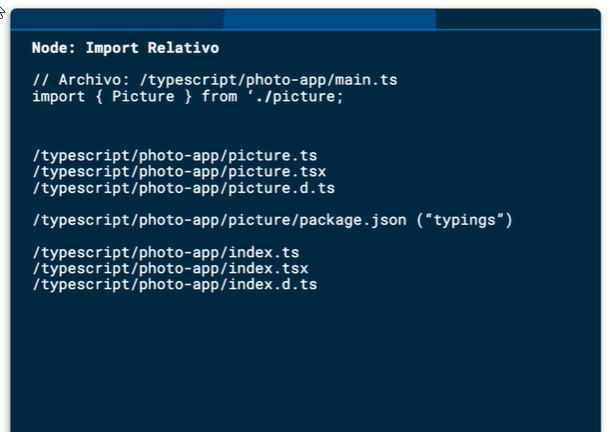 Node: Import Relativo
// Archivo: /typescript/photo-app/main.ts
import { Picture } from ‘./picture;
/typescript/photo-app/picture.ts
/typescript/photo-app/picture.tsx
/typescript/photo-app/picture.d.ts
/typescript/photo-app/picture/package.json (“typings”)
/typescript/photo-app/index.ts
/typescript/photo-app/index.tsx
/typescript/photo-app/index.d.ts